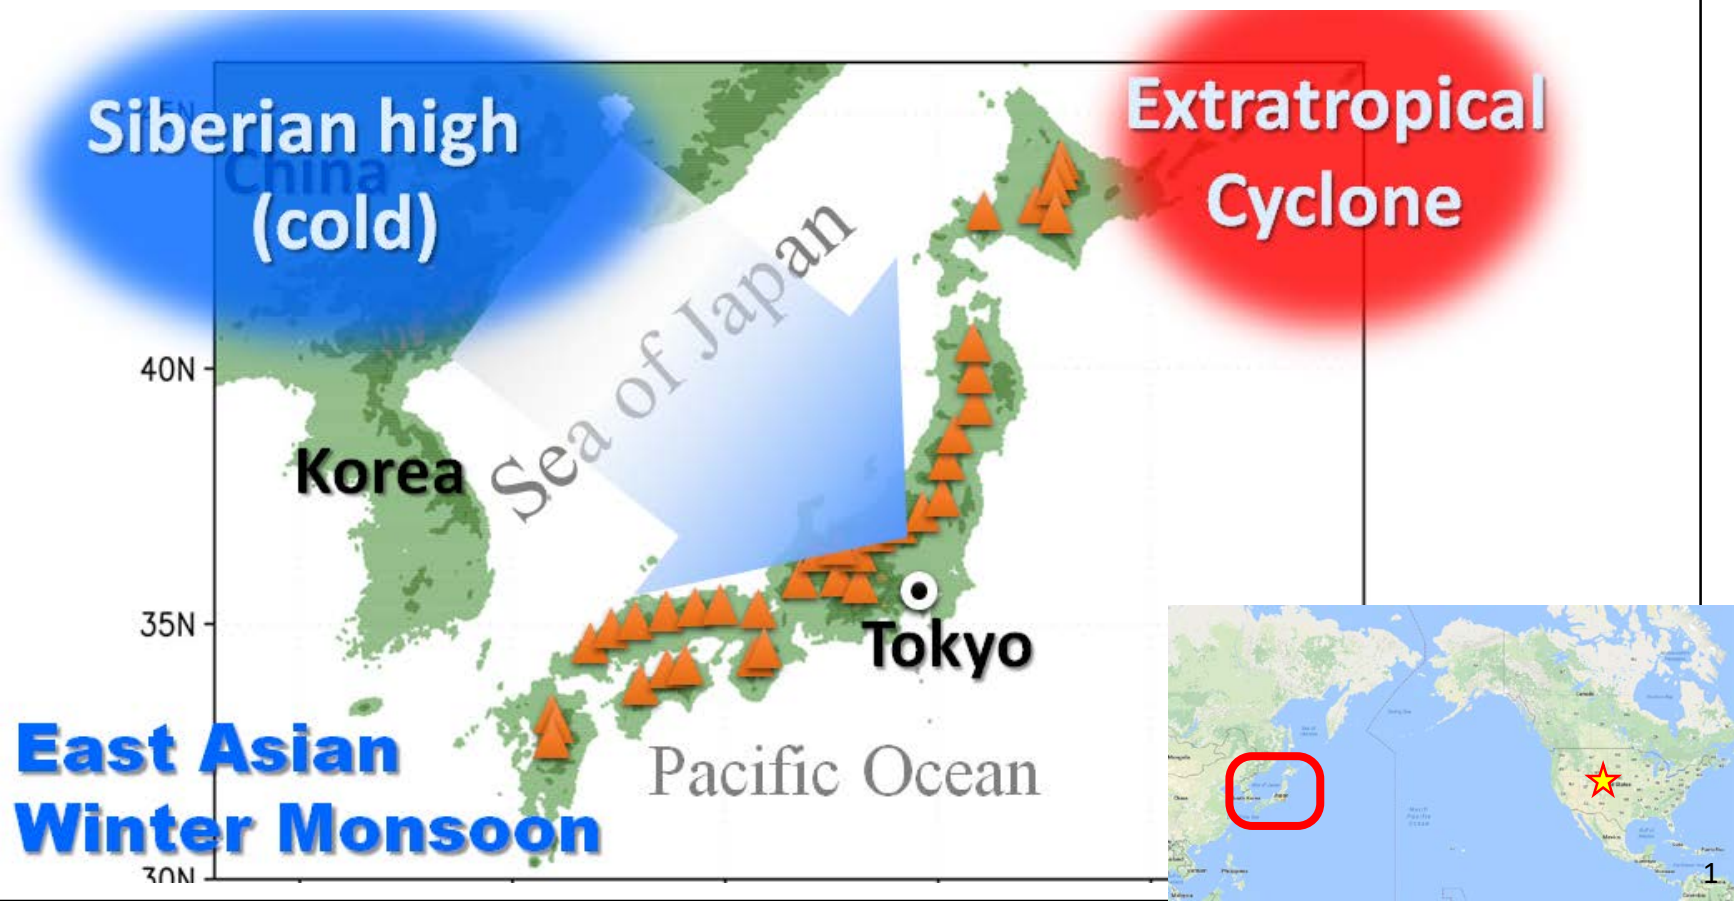 Siberian high
(cold)
China
Extratropical
Cyclone
Sea of Japan
40N
Korea
35N
Tokyo
East Asian
Winter Monsoon
Pacific Ocean
30N
1